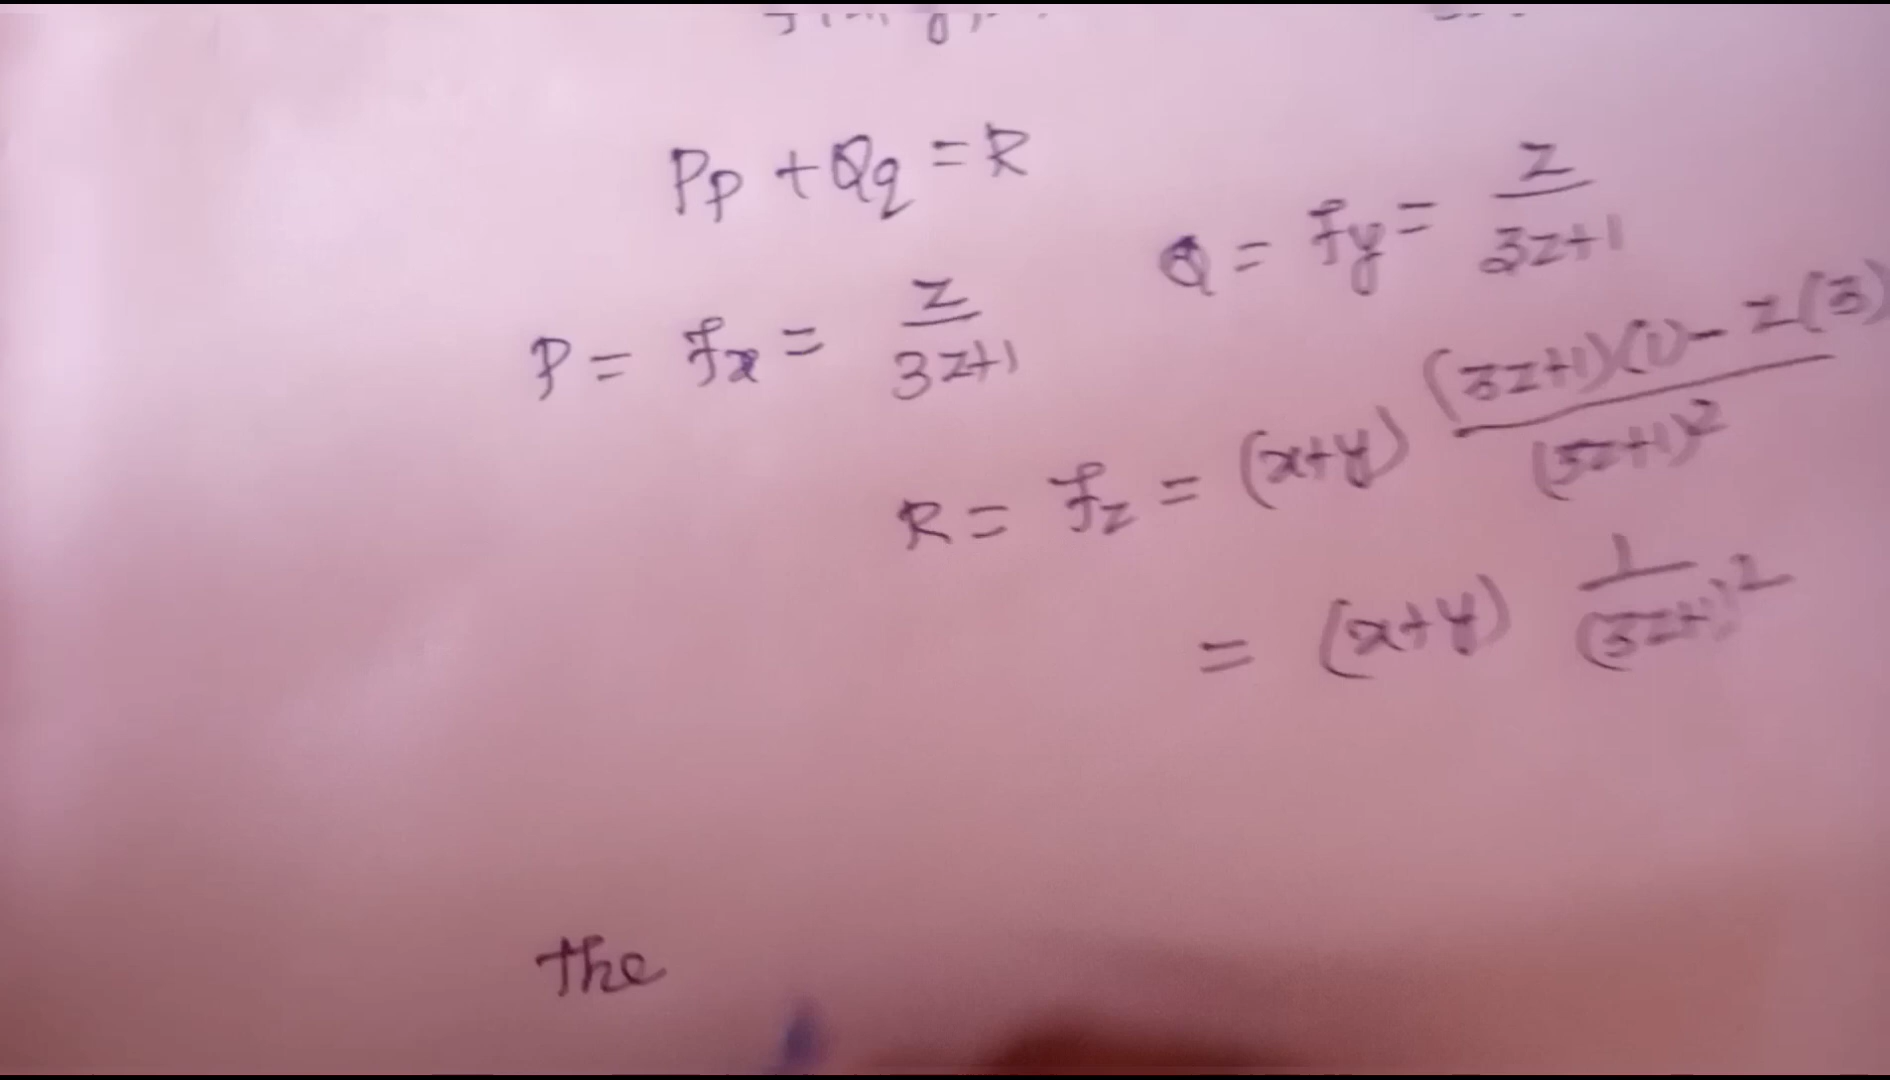 Pp + Qq = R
Q = fy = z/(3z+1)
P = fx = z/(3z+1)
R = fz = (x+y) ((3z+1)(1) - z(3))/(3z+1)²
= (x+y) 1/(3z+1)²
the